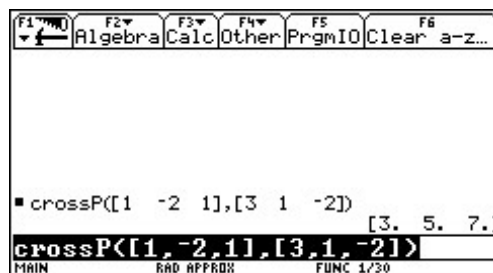 F1 F2 F3 F4 F5 F6
Algebra Calc Other PrgmIO Clear a-z…
crossP([1 -2 1],[3 1 -2])
[3. 5. 7.]
crossP([1,-2,1],[3,1,-2])
MAIN RAD APPROX FUNC 1/30